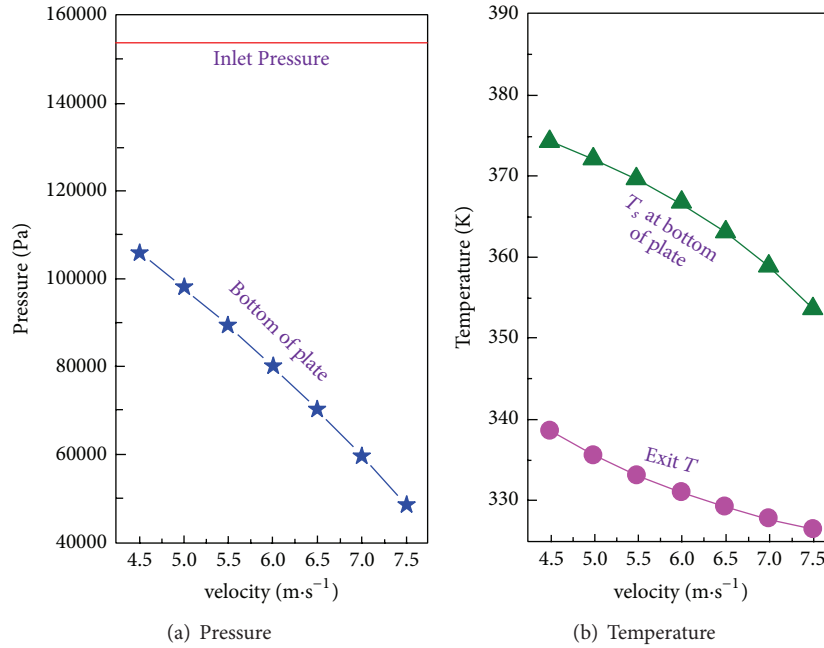 160000
Inlet Pressure
140000
120000
100000
80000
60000
40000
Pressure (Pa)
Bottom of plate
4.5 5.0 5.5 6.0 6.5 7.0 7.5
velocity (m·s⁻¹)
(a) Pressure
390
380
370
360
350
340
330
Temperature (K)
T_s at bottom
of plate
Exit T
4.5 5.0 5.5 6.0 6.5 7.0 7.5
velocity (m·s⁻¹)
(b) Temperature